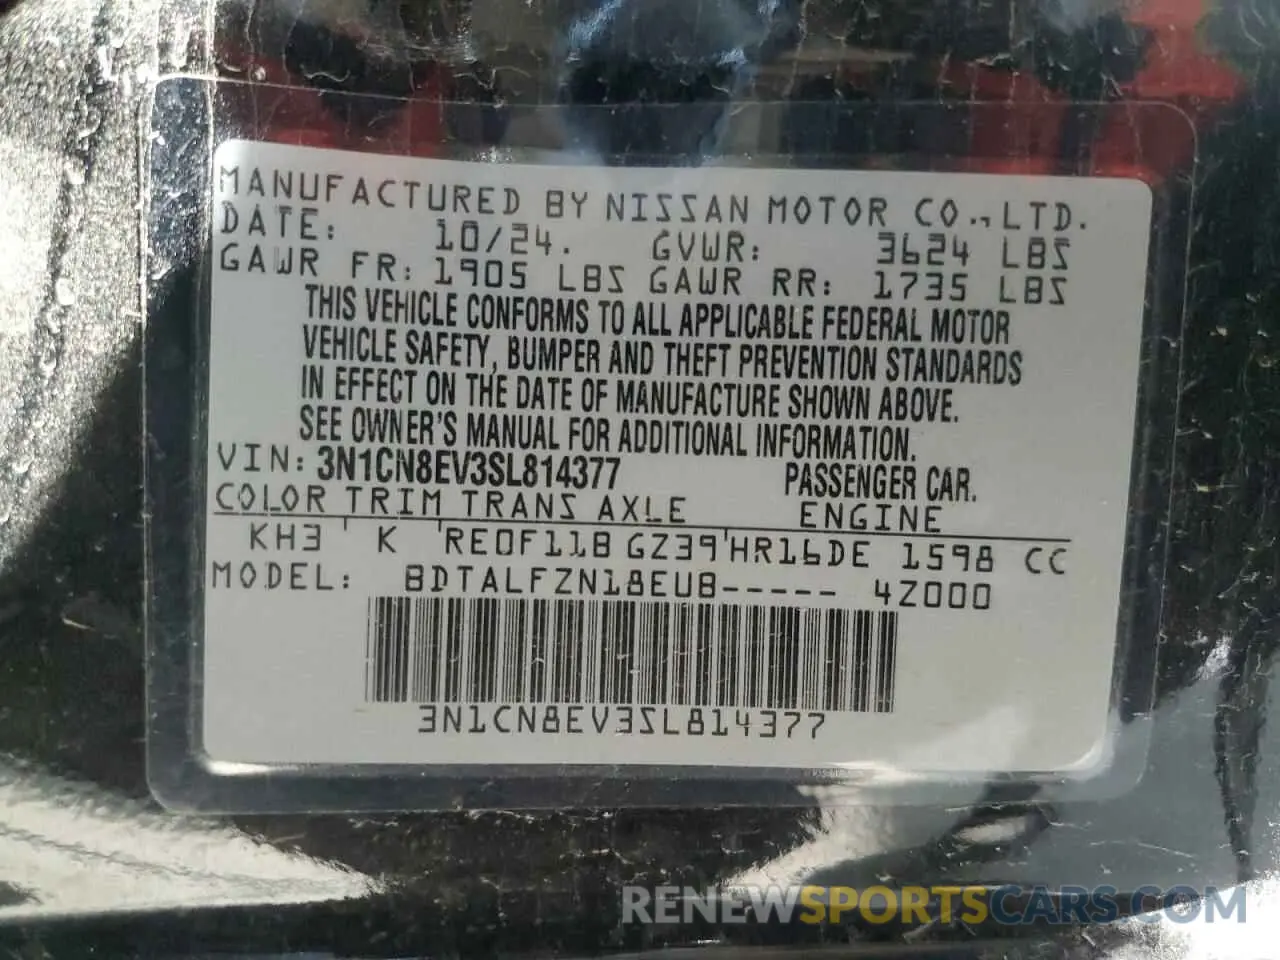 MANUFACTURED BY NISSAN MOTOR CO., LTD.
DATE: 10/24. GVWR: 3624 LBS
GAWR FR: 1905 LBS GAWR RR: 1735 LBS
THIS VEHICLE CONFORMS TO ALL APPLICABLE FEDERAL MOTOR
VEHICLE SAFETY, BUMPER AND THEFT PREVENTION STANDARDS
IN EFFECT ON THE DATE OF MANUFACTURE SHOWN ABOVE.
SEE OWNER'S MANUAL FOR ADDITIONAL INFORMATION.
VIN: 3N1CN8EV3SL814377 PASSENGER CAR.
COLOR TRIM TRANS AXLE ENGINE
KH3 ' K 'RE0F11B GZ39'HR16DE 1598 CC
MODEL: BDTALFZN18EUB----- 4Z000
3N1CN8EV3SL814377
RENEWSPORTSCARS.COM